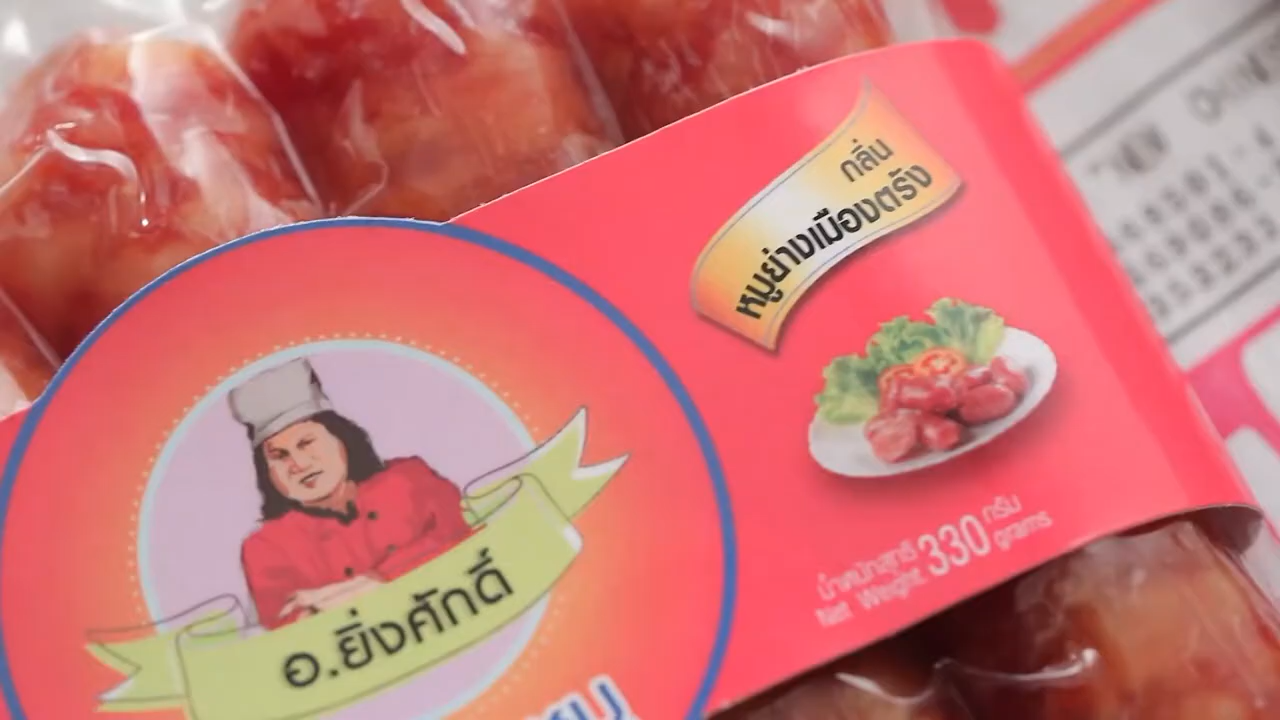 กลิ่น
หมูย่างเมืองตรัง
อ.ยิ่งศักดิ์
น้ำหนักสุทธิ 330 กรัม
Net Weight grams